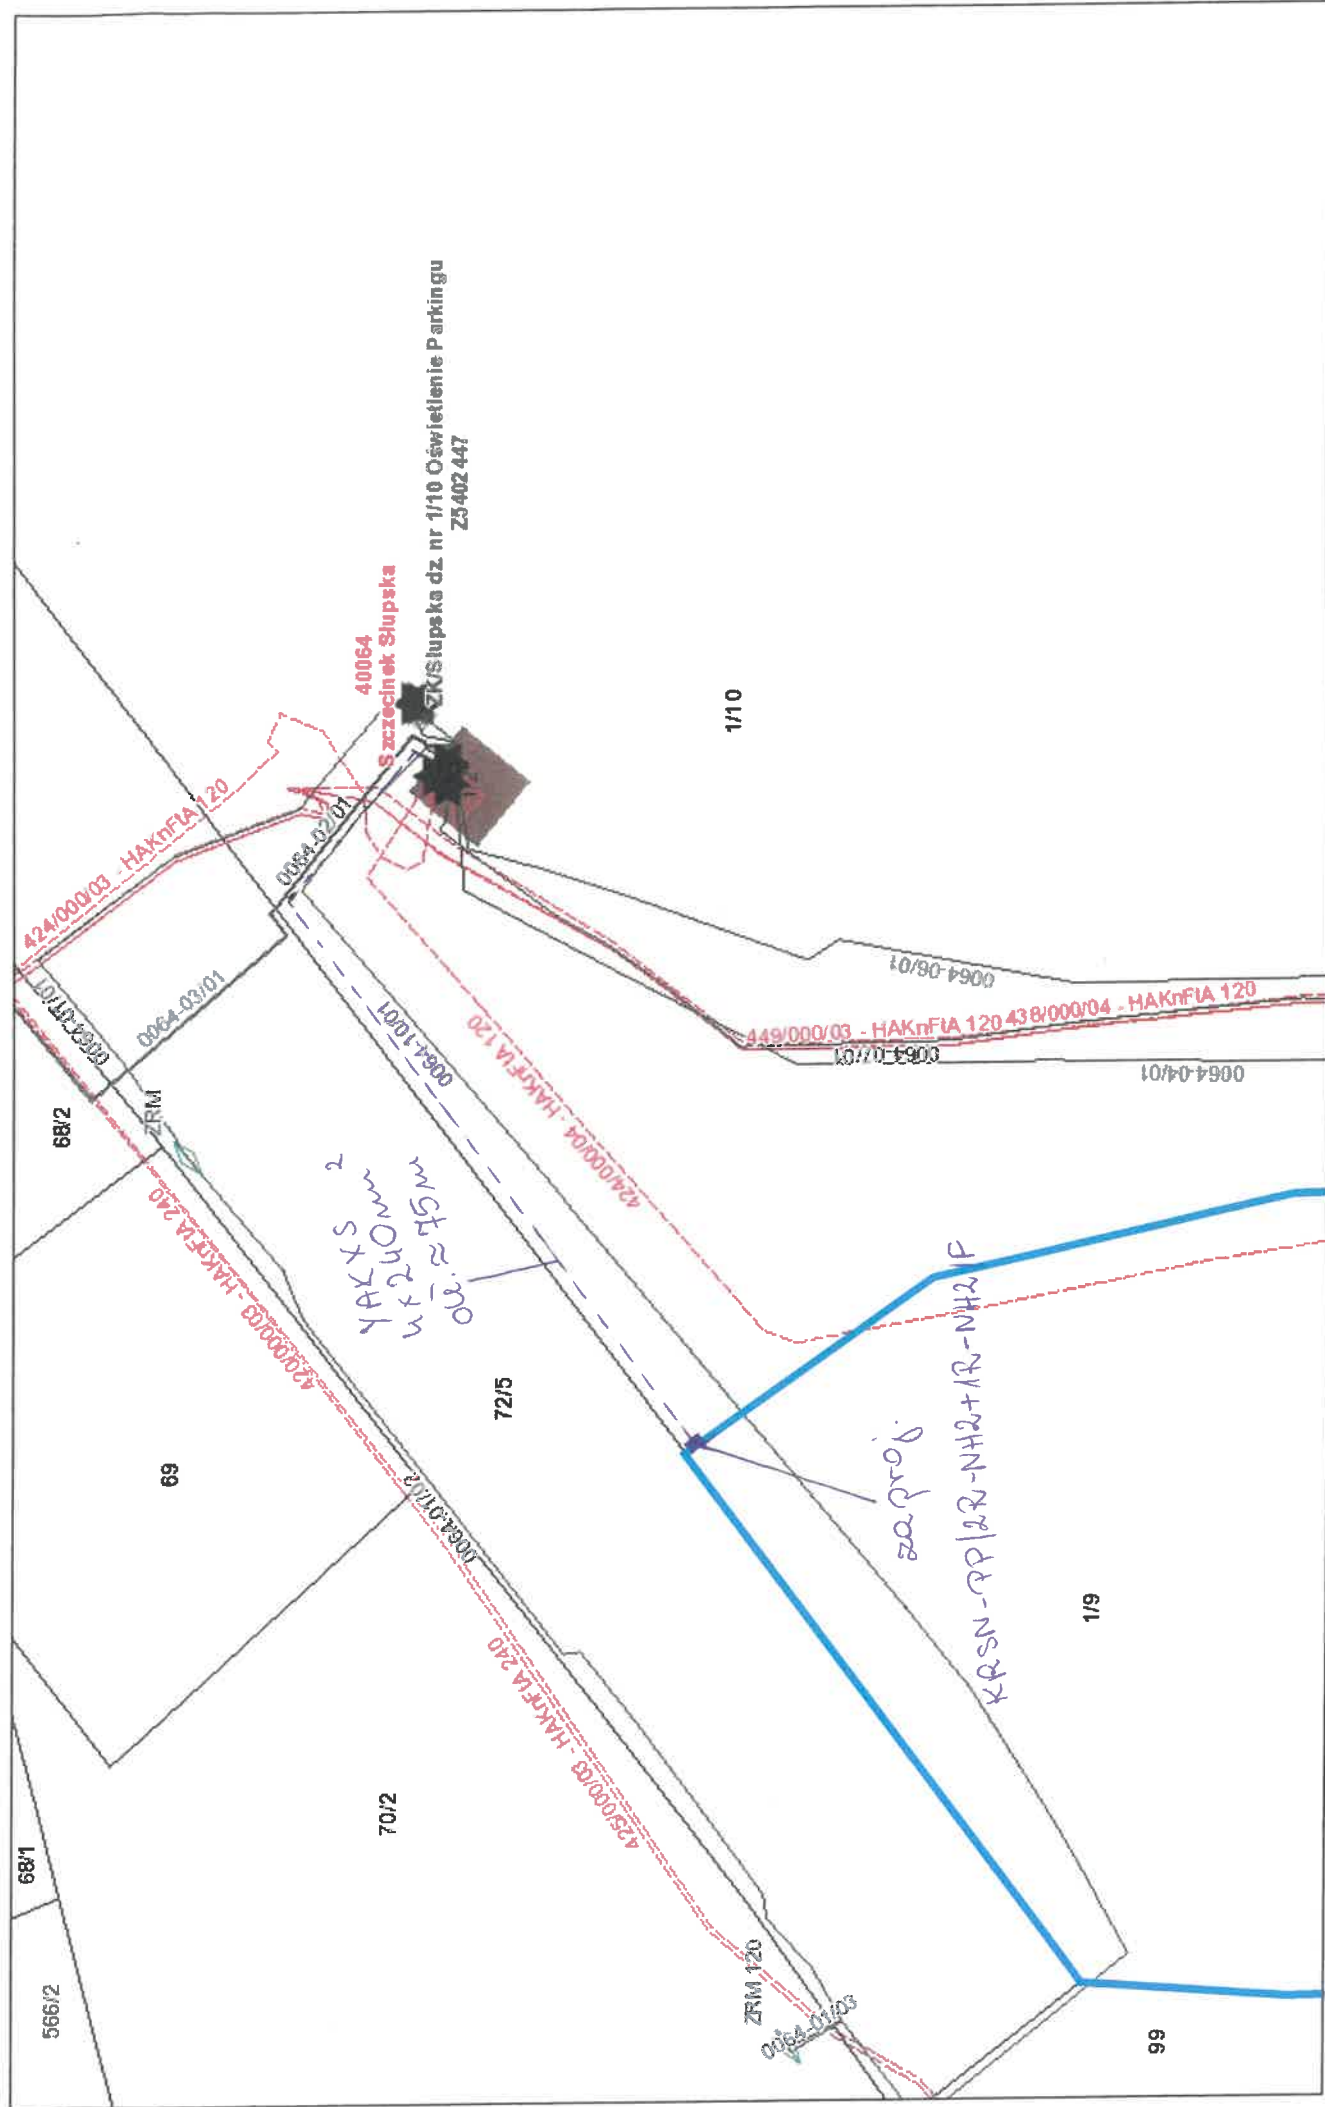 566/2
68/1
70/2
69
68/2
ZRM
0064-03/01
424/000/03 - HAKnFtA 120
420/000/03 - HAKnFtA 240
0064-01/02
425/000/03 - HAKnFtA 240
ZRM 120
0064-01/03
99
YAKXS
4x240mm²
dł. ≈ 75m
72/5
0064-02/01
0064-10/01
40064
Szczecinek Słupska
ZK/Słupska dz. nr 1/10 Oświetlenie Parkingu
Z5402447
424/000/04 - HAKnFtA 120
1/10
0064-06/01
449/000/03 - HAKnFtA 120
438/000/04 - HAKnFtA 120
0064-07/01
0064-04/01
zaproj.
KRSN-PP/2R-NH2+1R-NH2/F
1/9